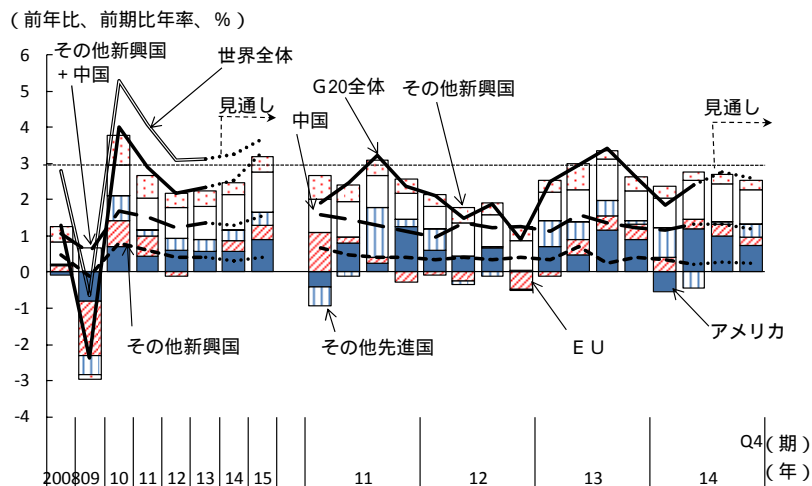 (前年比、前期比年率、%)
その他新興国
+中国
世界全体
G20全体
その他新興国
見通し
見通し
中国
6
5
4
3
2
1
0
-1
-2
-3
-4
その他新興国
その他先進国
EU
アメリカ
Q4(期)
2008 09 10 11 12 13 14 15 11 12 13 14 (年)